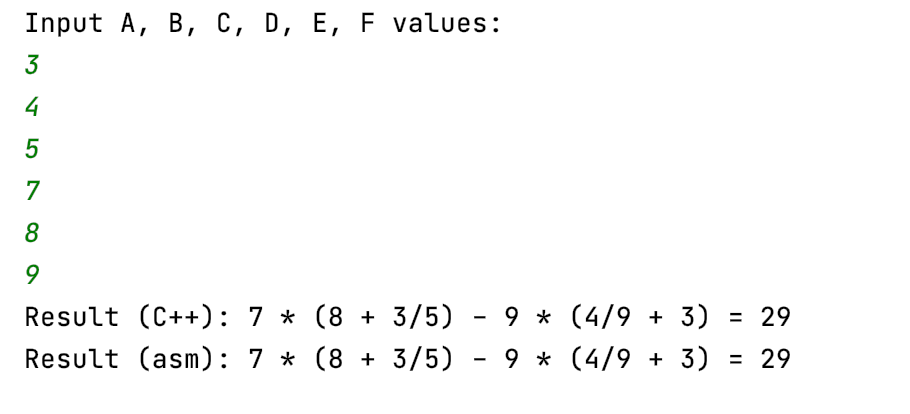 Input A, B, C, D, E, F values:
3
4
5
7
8
9
Result (C++): 7 * (8 + 3/5) - 9 * (4/9 + 3) = 29
Result (asm): 7 * (8 + 3/5) - 9 * (4/9 + 3) = 29